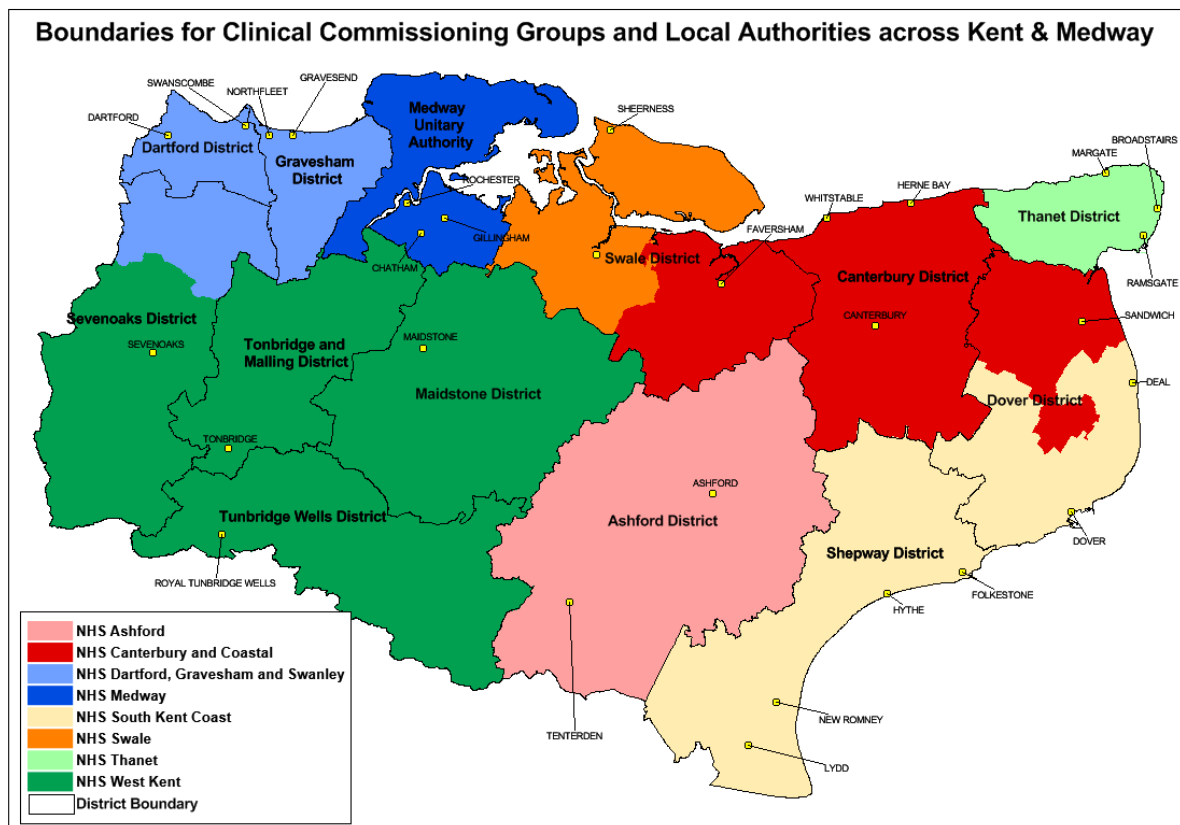 Boundaries for Clinical Commissioning Groups and Local Authorities across Kent & Medway
SWANSCOMBE
NORTHFLEET
GRAVESEND
DARTFORD
Dartford District
Gravesham
District
Medway
Unitary
Authority
SHEERNESS
BROADSTAIRS
MARGATE
ROCHESTER
WHITSTABLE
HERNE BAY
Thanet District
GILLINGHAM
FAVERSHAM
CHATHAM
Swale District
RAMSGATE
Canterbury District
Sevenoaks District
SEVENOAKS
Tonbridge and
Malling District
MAIDSTONE
CANTERBURY
SANDWICH
Maidstone District
DEAL
Dover District
TONBRIDGE
ASHFORD
Tunbridge Wells District
Ashford District
DOVER
Shepway District
ROYAL TUNBRIDGE WELLS
FOLKESTONE
HYTHE
NEW ROMNEY
TENTERDEN
LYDD
NHS Ashford
NHS Canterbury and Coastal
NHS Dartford, Gravesham and Swanley
NHS Medway
NHS South Kent Coast
NHS Swale
NHS Thanet
NHS West Kent
District Boundary